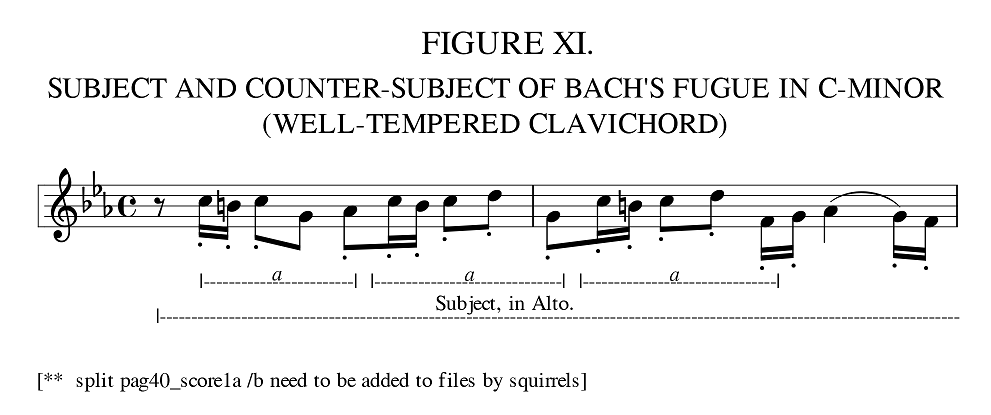 FIGURE XI.
SUBJECT AND COUNTER-SUBJECT OF BACH'S FUGUE IN C-MINOR
(WELL-TEMPERED CLAVICHORD)
a a a
Subject, in Alto.
[** split pag40_score1a /b need to be added to files by squirrels]